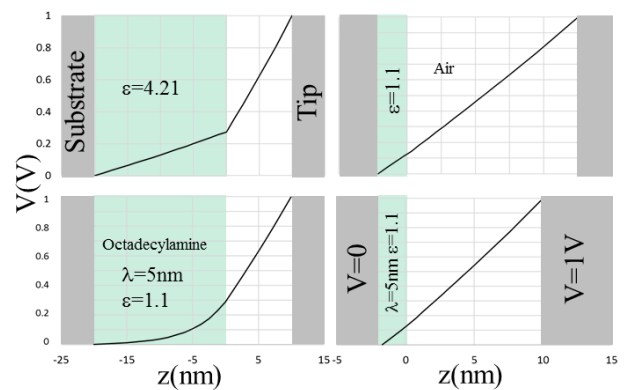 V(V)
1
0.8
0.6
0.4
0.2
0
Substrate
ε=4.21
Tip
ε=1.1
Air
1
0.8
0.6
0.4
0.2
0
Octadecylamine
λ=5nm
ε=1.1
V=0
λ=5nm ε=1.1
V=1V
-25 -15 -5 5 15
-5 0 5 10 15
z(nm)
z(nm)